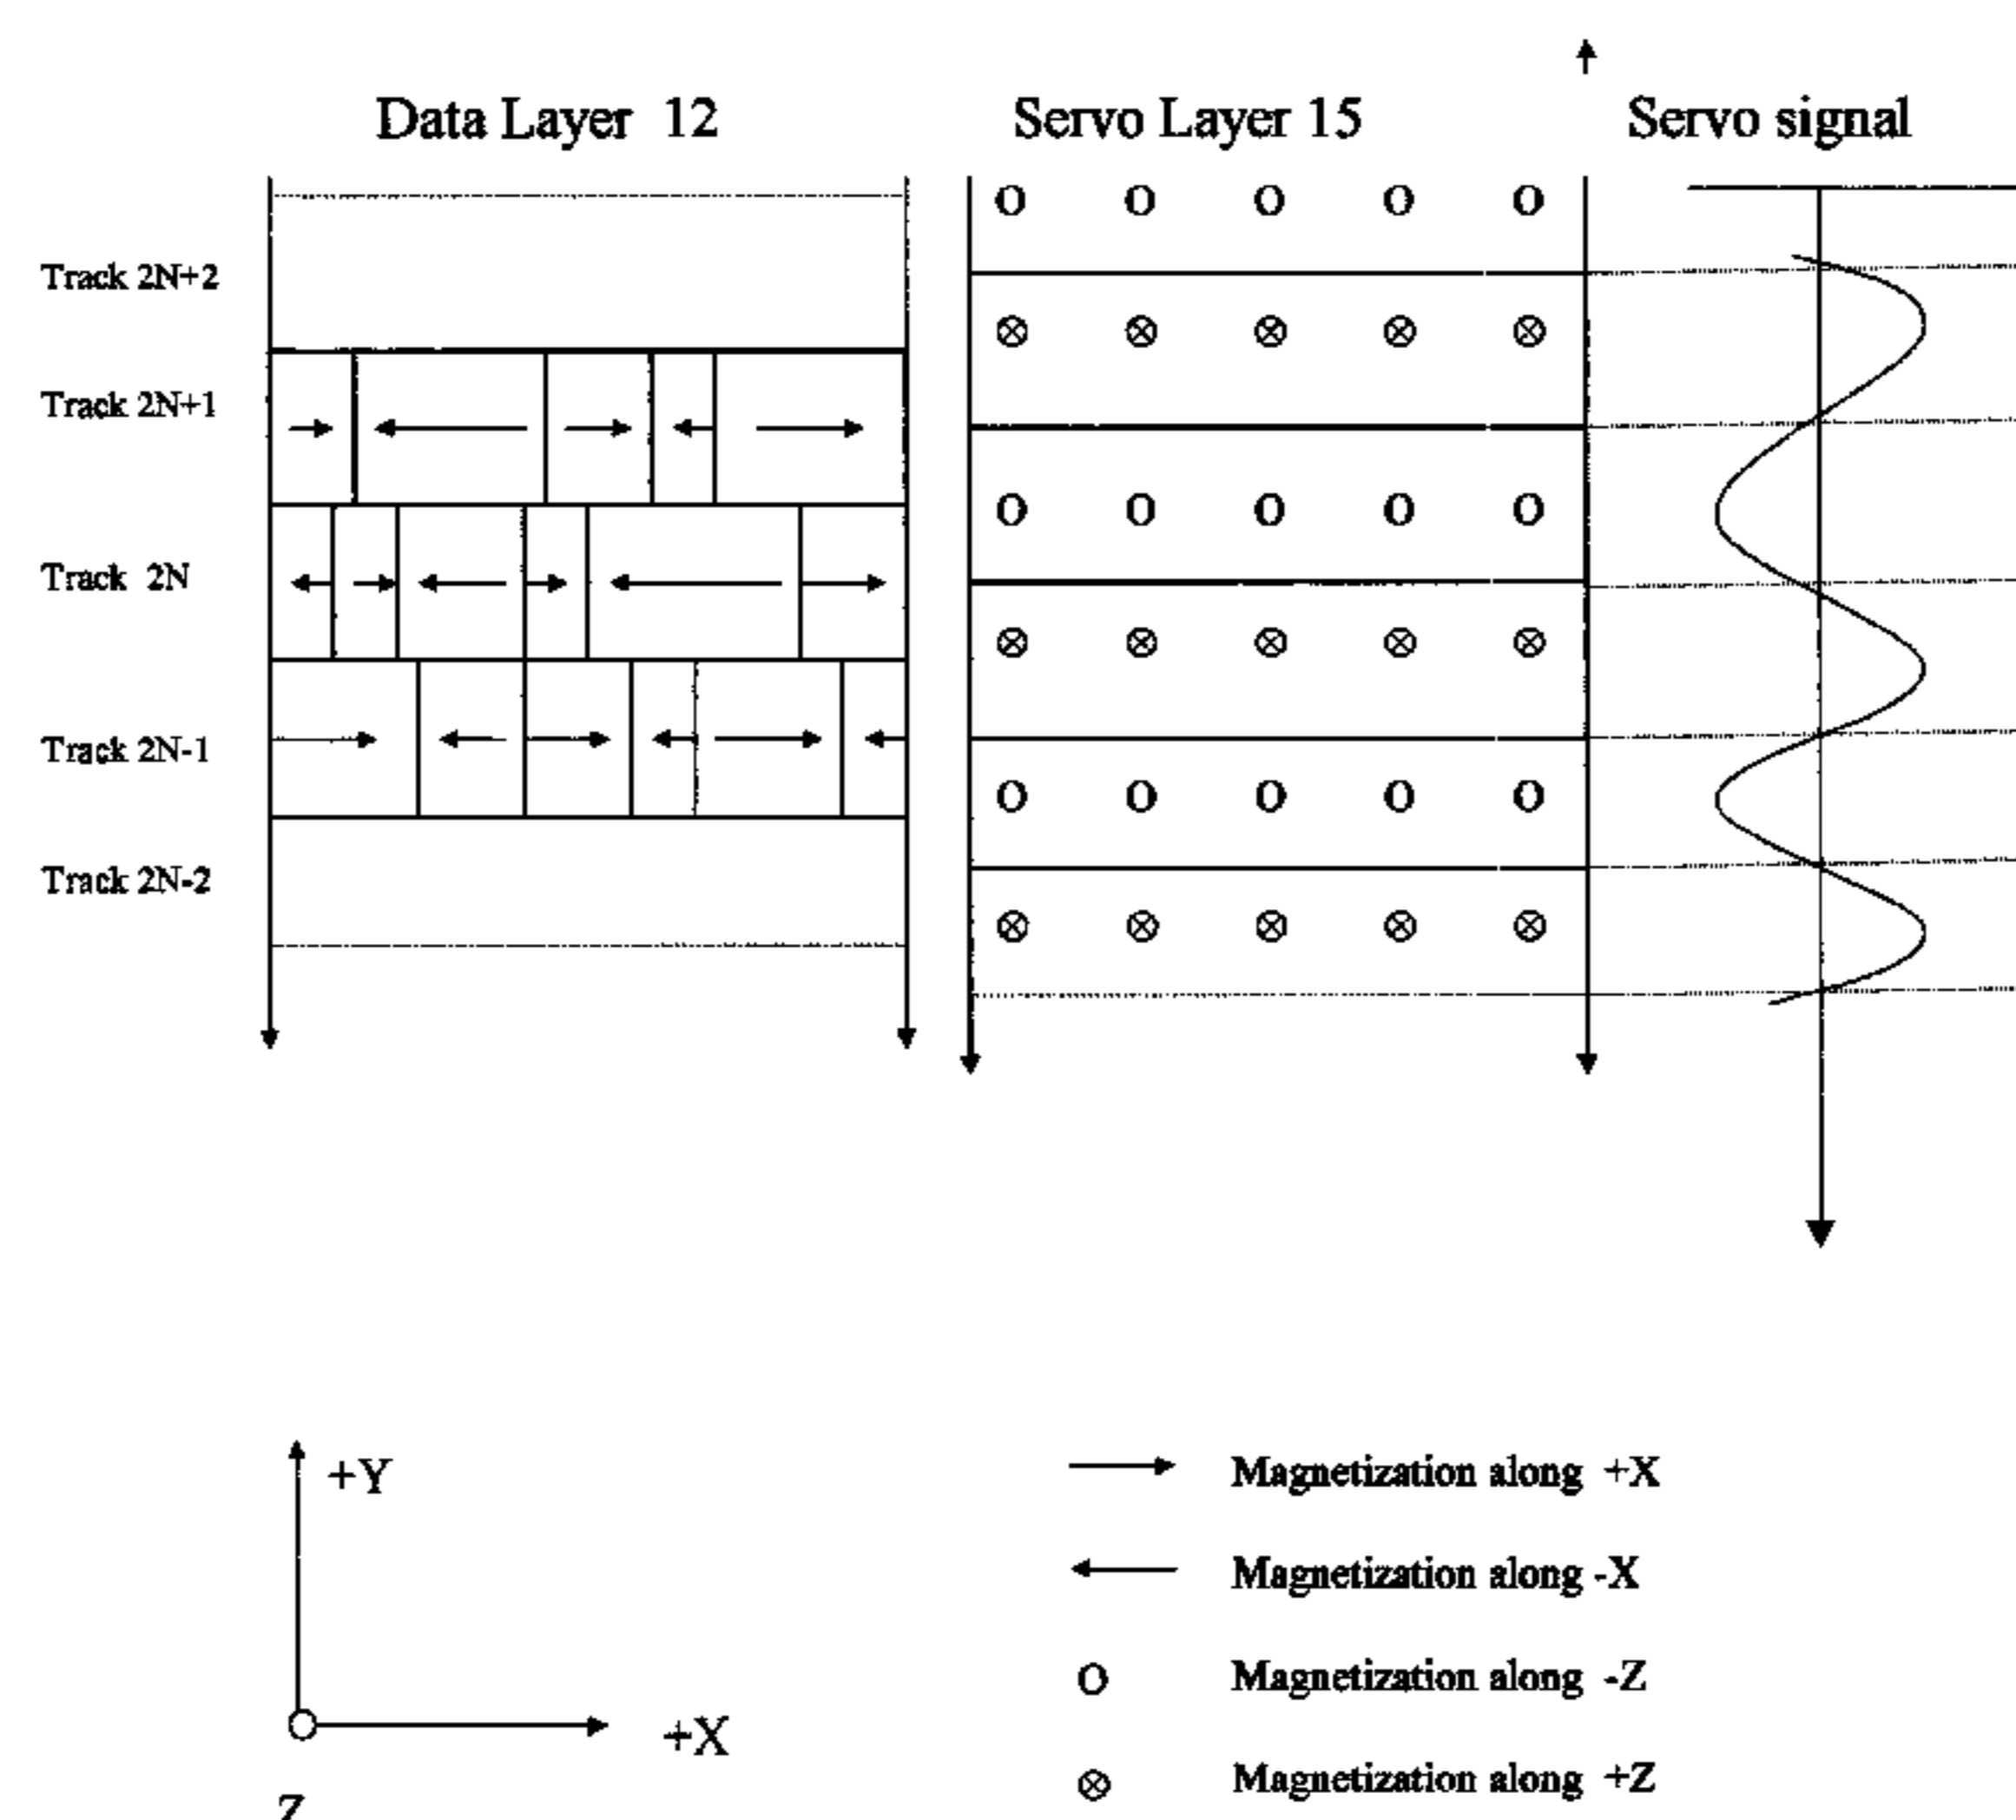 Data Layer 12
Servo Layer 15
Servo signal
Track 2N+2
Track 2N+1
Track 2N
Track 2N-1
Track 2N-2
+Y
+X
Z
Magnetization along +X
Magnetization along -X
Magnetization along -Z
Magnetization along +Z